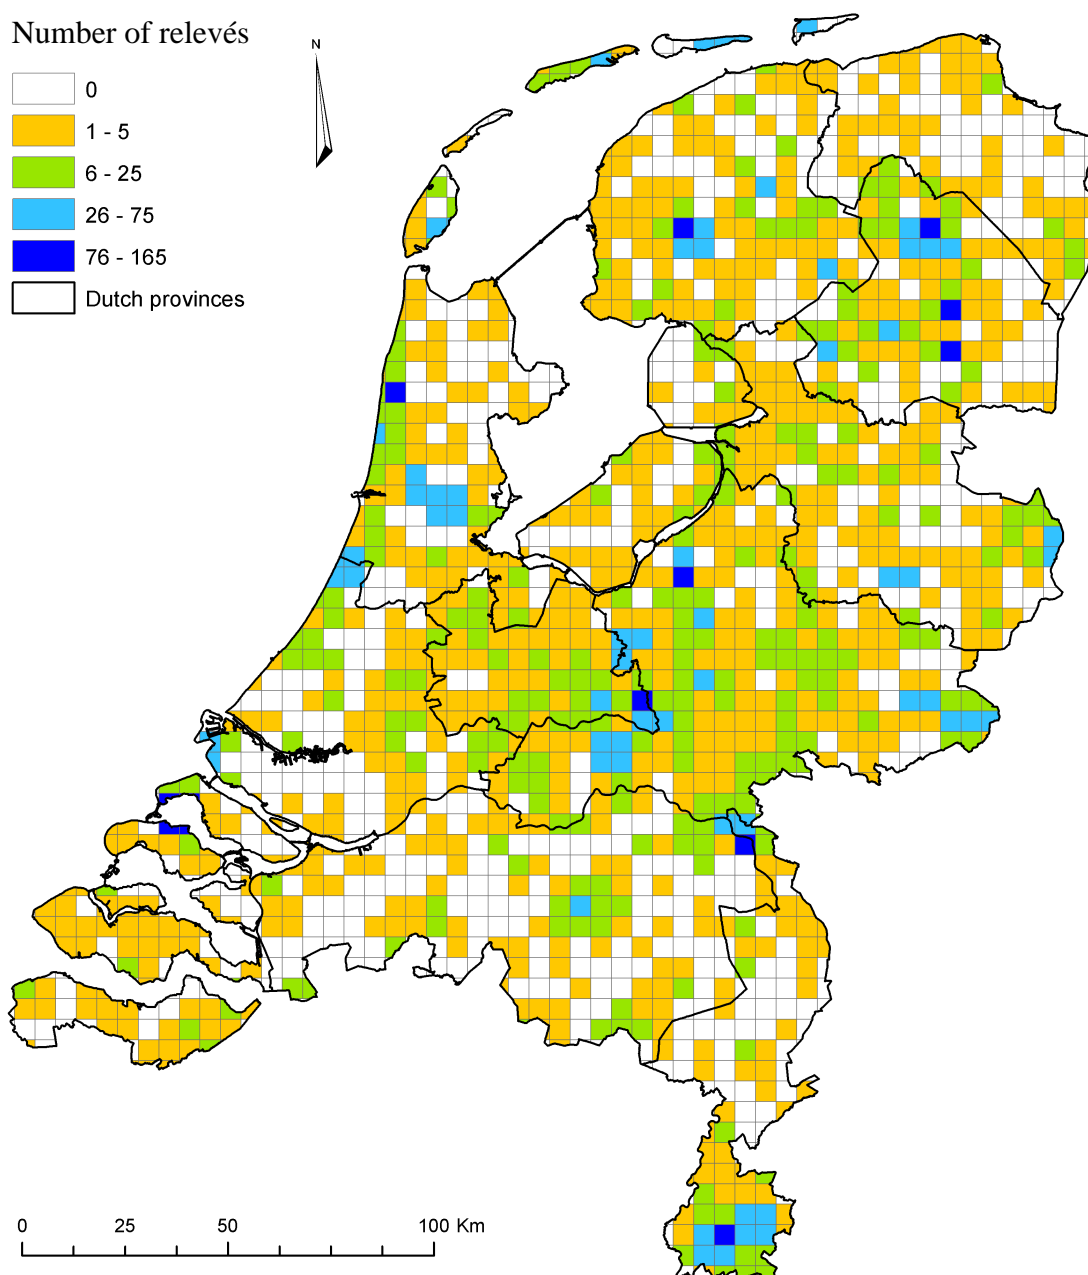 Number of relevés
N
0
1 - 5
6 - 25
26 - 75
76 - 165
Dutch provinces
0 25 50 100 Km